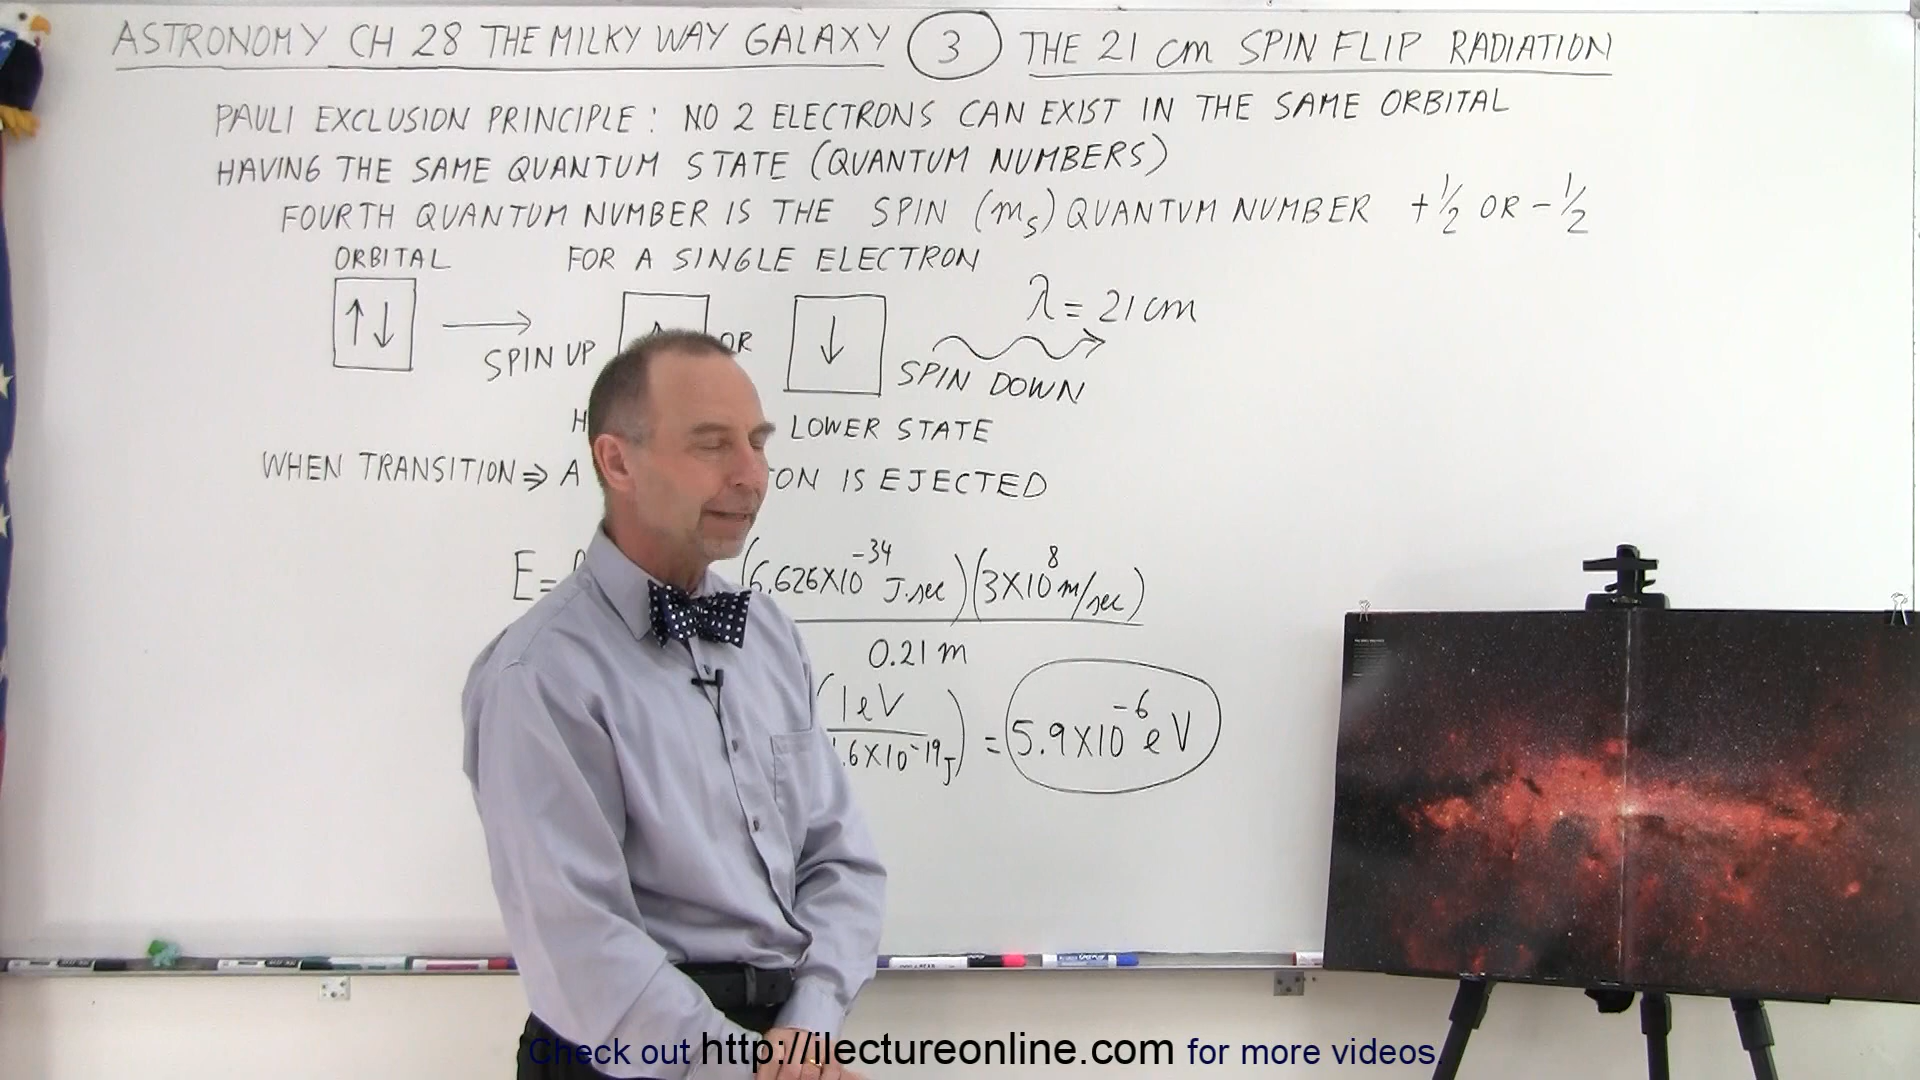 ASTRONOMY CH 28 THE MILKY WAY GALAXY 3 THE 21 cm SPIN FLIP RADIATION
PAULI EXCLUSION PRINCIPLE: NO 2 ELECTRONS CAN EXIST IN THE SAME ORBITAL
HAVING THE SAME QUANTUM STATE (QUANTUM NUMBERS)
FOURTH QUANTUM NUMBER IS THE SPIN (ms) QUANTUM NUMBER +1/2 OR -1/2
ORBITAL FOR A SINGLE ELECTRON
λ = 21 cm
↑↓ → SPIN UP OR ↓ SPIN DOWN
LOWER STATE
WHEN TRANSITION ⇒ A IS EJECTED
E= (6.626X10^-34 J.sec)(3X10^8 m/sec)
0.21 m
(1eV
.6X10^-19J) = 5.9X10^-6 eV
Check out http://ilectureonline.com for more videos